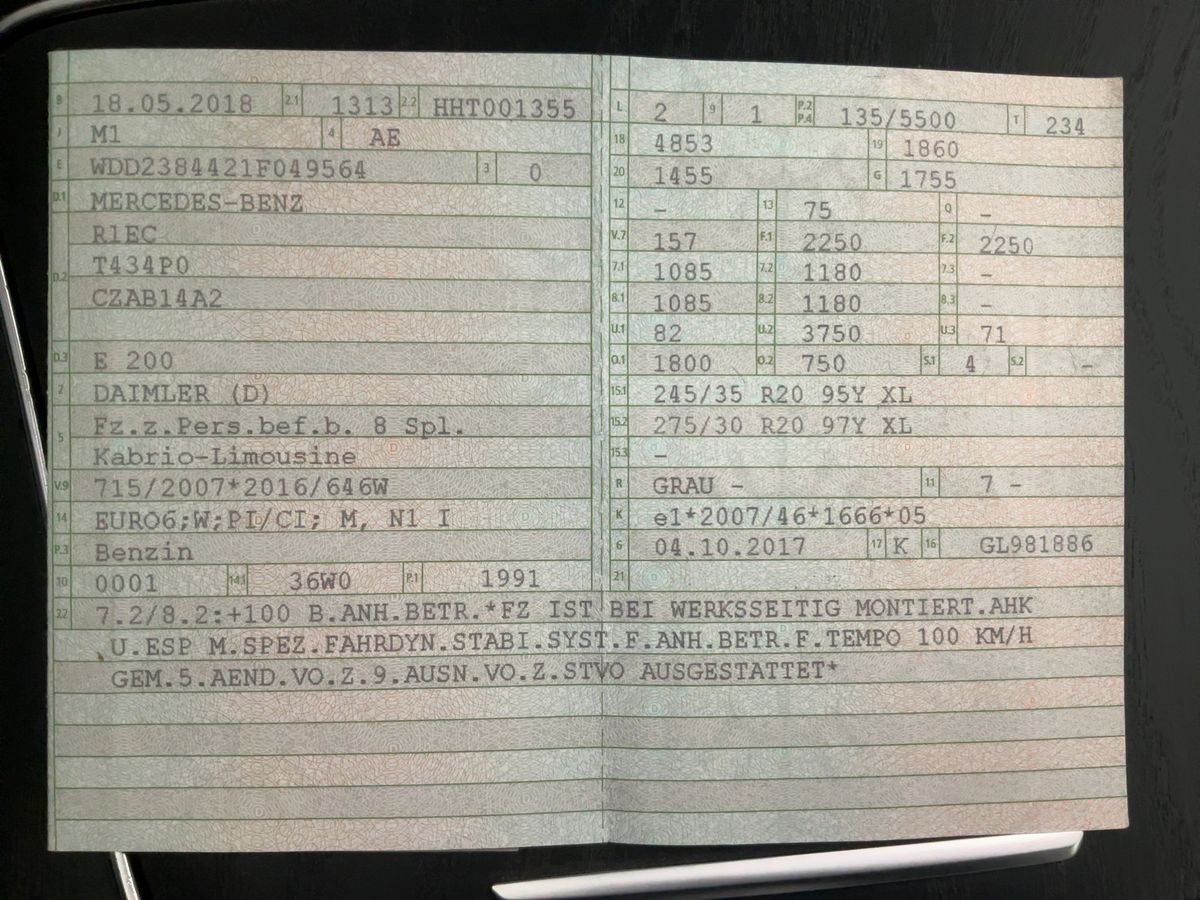 B 18.05.2018 2.1 1313 2.2 HHT001355
J M1 4 AE
E WDD2384421F049564 3 0
D.1 MERCEDES-BENZ
R1EC
D.2 T434P0
CZAB14A2
D.3 E 200
2 DAIMLER (D)
5 Fz.z.Pers.bef.b. 8 Spl.
Kabrio-Limousine
V.9 715/2007*2016/646W
14 EURO6;W;PI/CI; M, N1 I
P.3 Benzin
10 0001 14.1 36W0 P.1 1991
L 2 9 1 P.2 P.4 135/5500 T 234
18 4853 19 1860
20 1455 G 1755
12 – 13 75 Q –
V.7 157 F.1 2250 F.2 2250
7.1 1085 7.2 1180 7.3 –
8.1 1085 8.2 1180 8.3 –
U.1 82 U.2 3750 U.3 71
O.1 1800 O.2 750 S.1 4 S.2 –
15.1 245/35 R20 95Y XL
15.2 275/30 R20 97Y XL
15.3 –
R GRAU – 11 7 –
K e1*2007/46*1666*05
6 04.10.2017 17 K 16 GL981886
21
22 7.2/8.2:+100 B.ANH.BETR.*FZ IST BEI WERKSSEITIG MONTIERT.AHK
U.ESP M.SPEZ.FAHRDYN.STABI.SYST.F.ANH.BETR.F.TEMPO 100 KM/H
GEM.5.AEND.VO.Z.9.AUSN.VO.Z.STVO AUSGESTATTET*